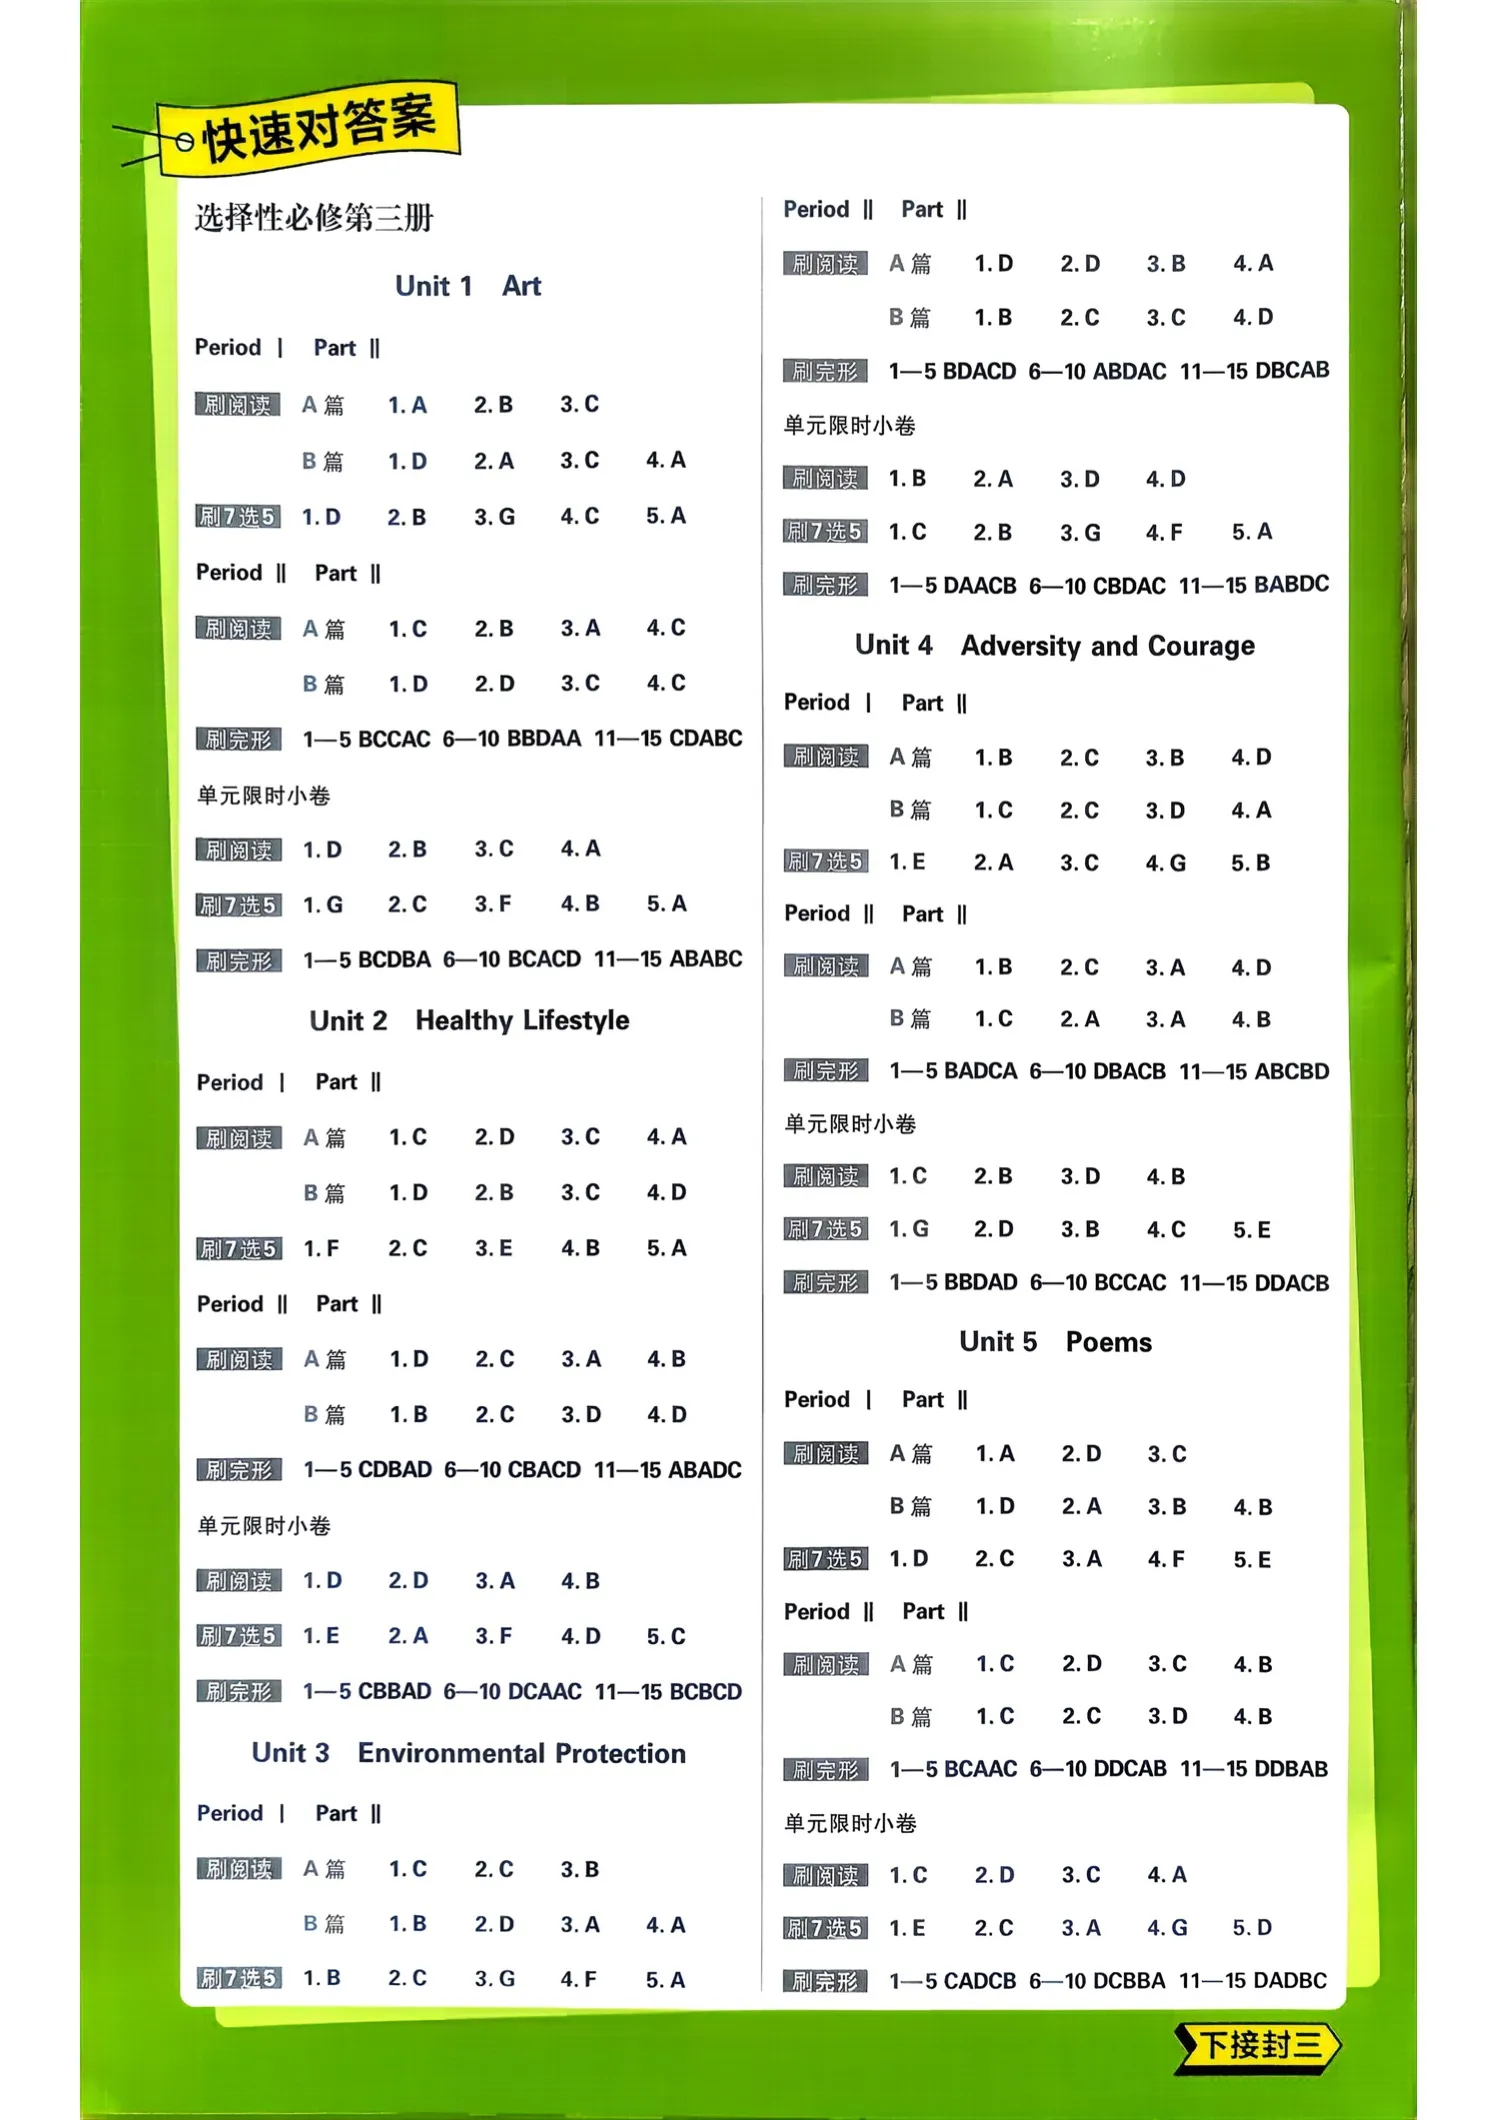 快速对答案
选择性必修第三册
Unit 1 Art
Period Ⅰ Part Ⅱ
刷阅读 A篇 1. A 2. B 3. C
B篇 1. D 2. A 3. C 4. A
刷7选5 1. D 2. B 3. G 4. C 5. A
Period Ⅱ Part Ⅱ
刷阅读 A篇 1. C 2. B 3. A 4. C
B篇 1. D 2. D 3. C 4. C
刷完形 1—5 BCCAC 6—10 BBDAA 11—15 CDABC
单元限时小卷
刷阅读 1. D 2. B 3. C 4. A
刷7选5 1. G 2. C 3. F 4. B 5. A
刷完形 1—5 BCDBA 6—10 BCACD 11—15 ABABC
Unit 2 Healthy Lifestyle
Period Ⅰ Part Ⅱ
刷阅读 A篇 1. C 2. D 3. C 4. A
B篇 1. D 2. B 3. C 4. D
刷7选5 1. F 2. C 3. E 4. B 5. A
Period Ⅱ Part Ⅱ
刷阅读 A篇 1. D 2. C 3. A 4. B
B篇 1. B 2. C 3. D 4. D
刷完形 1—5 CDBAD 6—10 CBACD 11—15 ABADC
单元限时小卷
刷阅读 1. D 2. D 3. A 4. B
刷7选5 1. E 2. A 3. F 4. D 5. C
刷完形 1—5 CBBAD 6—10 DCAAC 11—15 BCBCD
Unit 3 Environmental Protection
Period Ⅰ Part Ⅱ
刷阅读 A篇 1. C 2. C 3. B
B篇 1. B 2. D 3. A 4. A
刷7选5 1. B 2. C 3. G 4. F 5. A
Period Ⅱ Part Ⅱ
刷阅读 A篇 1. D 2. D 3. B 4. A
B篇 1. B 2. C 3. C 4. D
刷完形 1—5 BDACD 6—10 ABDAC 11—15 DBCAB
单元限时小卷
刷阅读 1. B 2. A 3. D 4. D
刷7选5 1. C 2. B 3. G 4. F 5. A
刷完形 1—5 DAACB 6—10 CBDAC 11—15 BABDC
Unit 4 Adversity and Courage
Period Ⅰ Part Ⅱ
刷阅读 A篇 1. B 2. C 3. B 4. D
B篇 1. C 2. C 3. D 4. A
刷7选5 1. E 2. A 3. C 4. G 5. B
Period Ⅱ Part Ⅱ
刷阅读 A篇 1. B 2. C 3. A 4. D
B篇 1. C 2. A 3. A 4. B
刷完形 1—5 BADCA 6—10 DBACB 11—15 ABCBD
单元限时小卷
刷阅读 1. C 2. B 3. D 4. B
刷7选5 1. G 2. D 3. B 4. C 5. E
刷完形 1—5 BBDAD 6—10 BCCAC 11—15 DDACB
Unit 5 Poems
Period Ⅰ Part Ⅱ
刷阅读 A篇 1. A 2. D 3. C
B篇 1. D 2. A 3. B 4. B
刷7选5 1. D 2. C 3. A 4. F 5. E
Period Ⅱ Part Ⅱ
刷阅读 A篇 1. C 2. D 3. C 4. B
B篇 1. C 2. C 3. D 4. B
刷完形 1—5 BCAAC 6—10 DDCAB 11—15 DDBAB
单元限时小卷
刷阅读 1. C 2. D 3. C 4. A
刷7选5 1. E 2. C 3. A 4. G 5. D
刷完形 1—5 CADCB 6—10 DCBBA 11—15 DADBC
下接封三